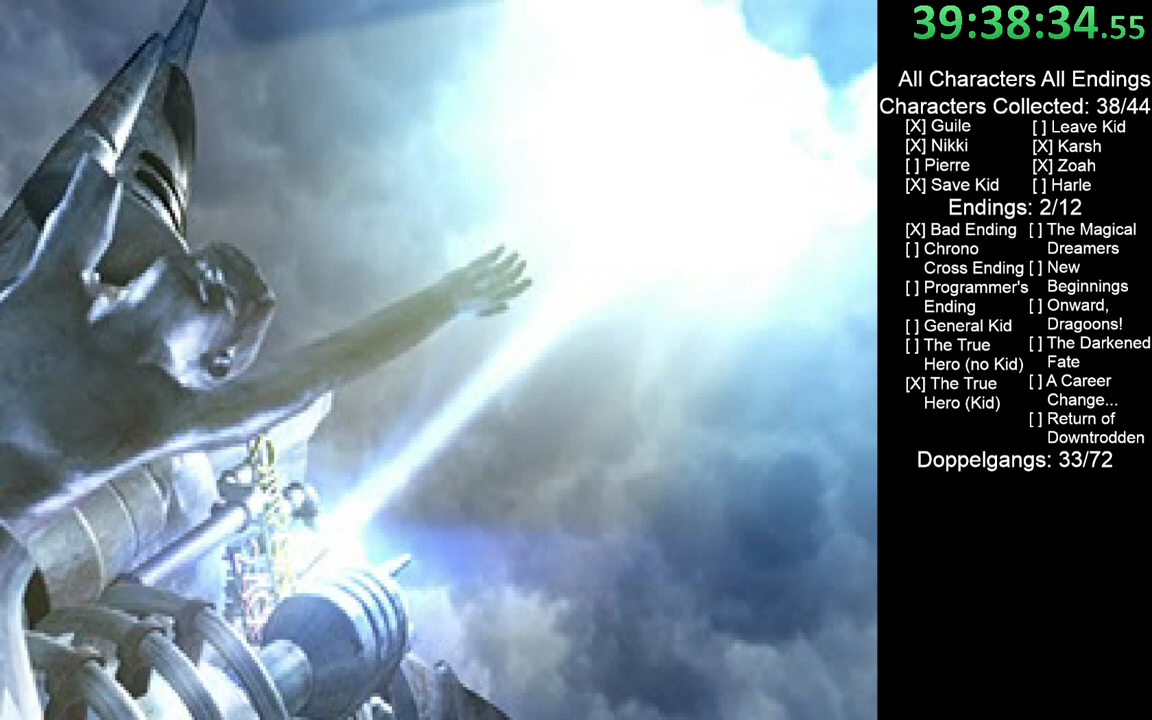 39:38:34.55
All Characters All Endings
Characters Collected: 38/44
[X] Guile [ ] Leave Kid
[X] Nikki [X] Karsh
[ ] Pierre [X] Zoah
[X] Save Kid [ ] Harle
Endings: 2/12
[X] Bad Ending
[ ] Chrono
Cross Ending
[ ] Programmer's
Ending
[ ] General Kid
[ ] The True
Hero (no Kid)
[X] The True
Hero (Kid)
[ ] The Magical
Dreamers
[ ] New
Beginnings
[ ] Onward,
Dragoons!
[ ] The Darkened
Fate
[ ] A Career
Change...
[ ] Return of
Downtrodden
Doppelgangs: 33/72